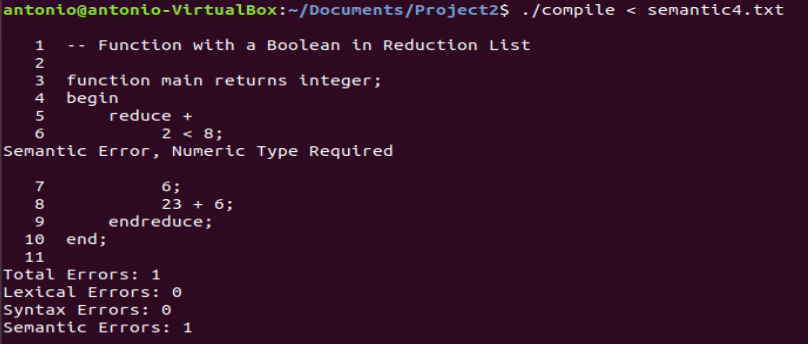 antonio@antonio-VirtualBox:~/Documents/Project2$ ./compile < semantic4.txt
1 -- Function with a Boolean in Reduction List
2
3 function main returns integer;
4 begin
5 reduce +
6 2 < 8;
Semantic Error, Numeric Type Required
7 6;
8 23 + 6;
9 endreduce;
10 end;
11
Total Errors: 1
Lexical Errors: 0
Syntax Errors: 0
Semantic Errors: 1